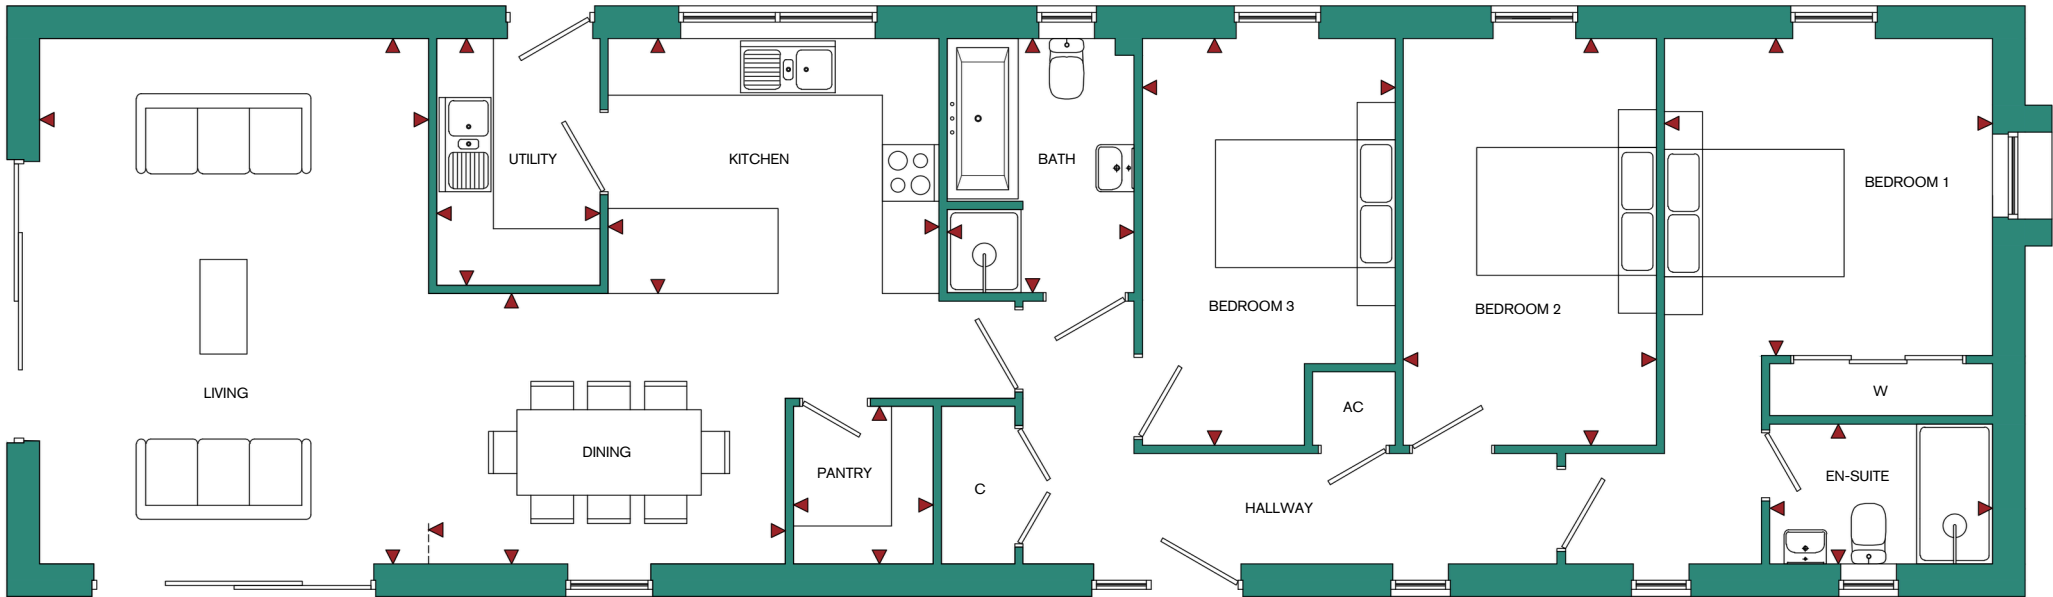 UTILITY
KITCHEN
BATH
BEDROOM 1
BEDROOM 3
BEDROOM 2
LIVING
W
AC
DINING
PANTRY
C
EN-SUITE
HALLWAY